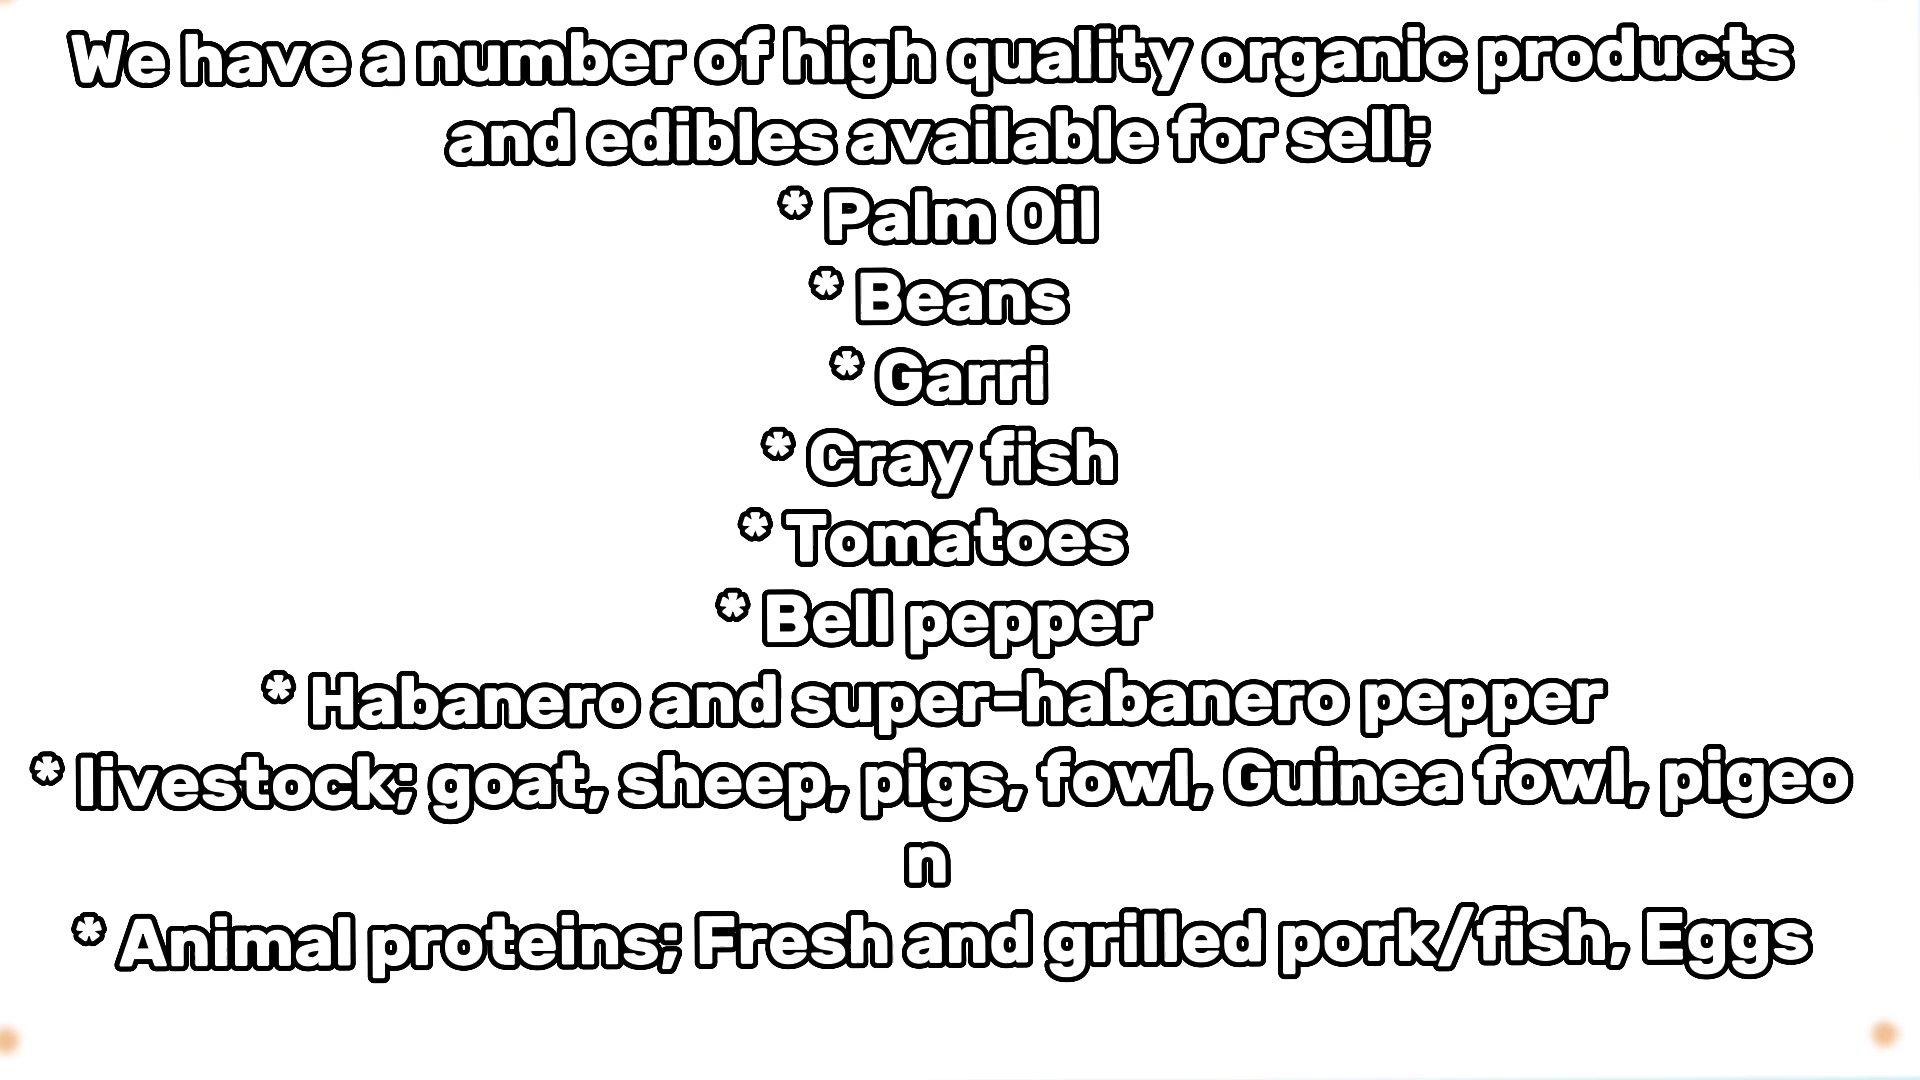 We have a number of high quality organic products
and edibles available for sell;
* Palm Oil
* Beans
* Garri
* Cray fish
* Tomatoes
* Bell pepper
* Habanero and super-habanero pepper
* livestock; goat, sheep, pigs, fowl, Guinea fowl, pigeo
n
* Animal proteins; Fresh and grilled pork/fish, Eggs